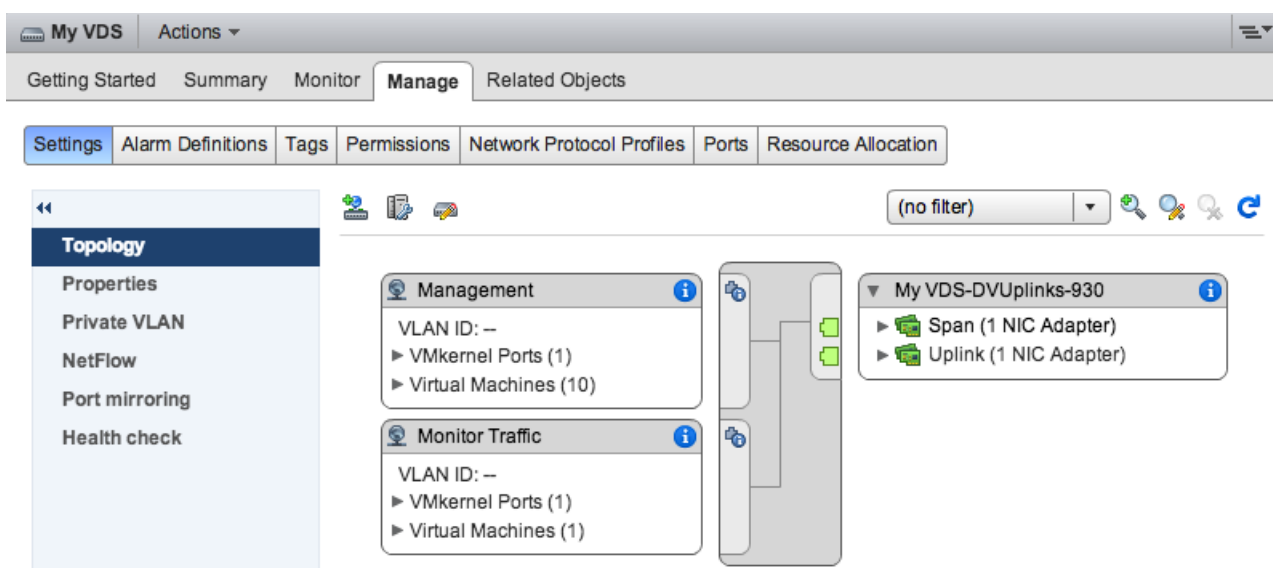 My VDS Actions
Getting Started Summary Monitor Manage Related Objects
Settings Alarm Definitions Tags Permissions Network Protocol Profiles Ports Resource Allocation
(no filter)
Topology
Properties
Private VLAN
NetFlow
Port mirroring
Health check
Management
VLAN ID: --
VMkernel Ports (1)
Virtual Machines (10)
Monitor Traffic
VLAN ID: --
VMkernel Ports (1)
Virtual Machines (1)
My VDS-DVUplinks-930
Span (1 NIC Adapter)
Uplink (1 NIC Adapter)